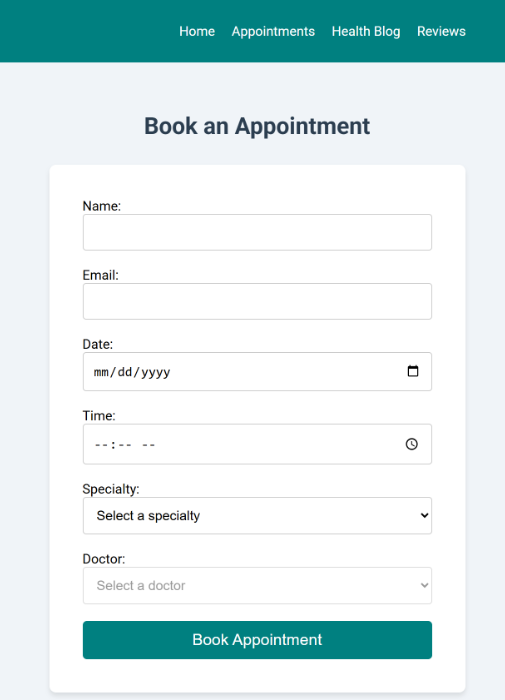 Home Appointments Health Blog Reviews
Book an Appointment
Name:
Email:
Date:
mm/dd/yyyy
Time:
--:-- --
Specialty:
Select a specialty
Doctor:
Select a doctor
Book Appointment